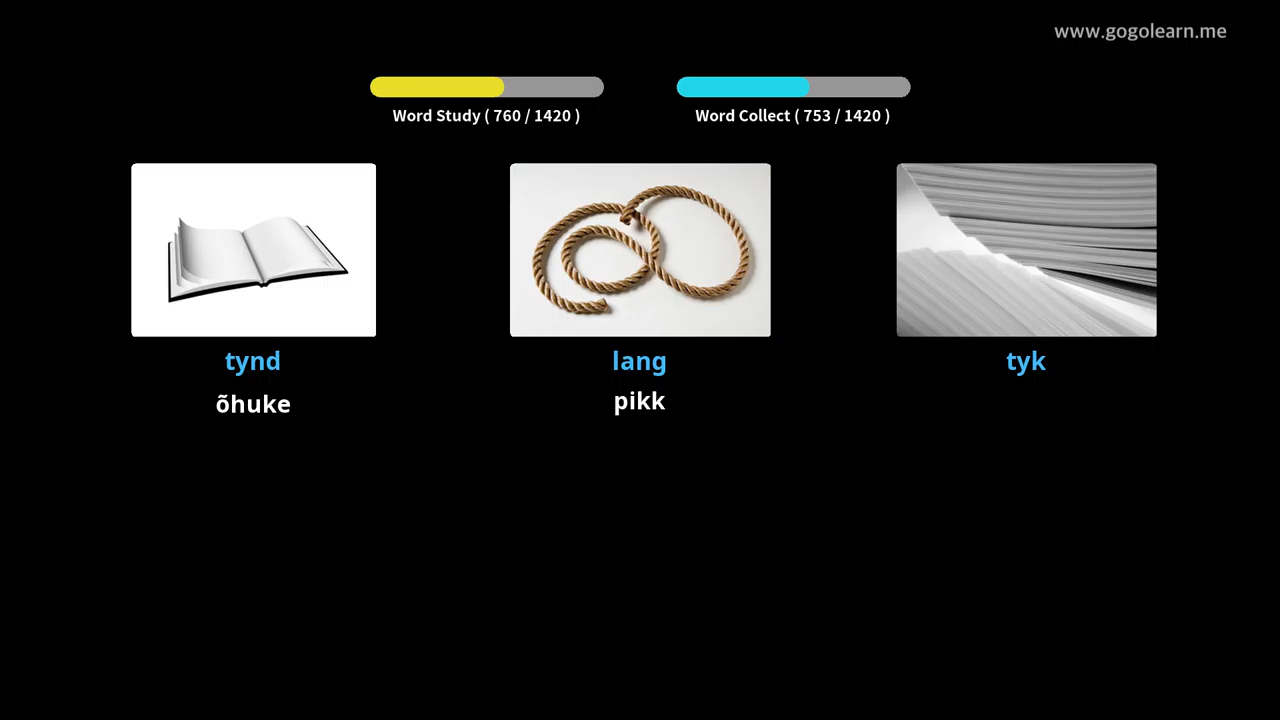 www.gogolearn.me
Word Study ( 760 / 1420 )
Word Collect ( 753 / 1420 )
tynd
lang
tyk
õhuke
pikk